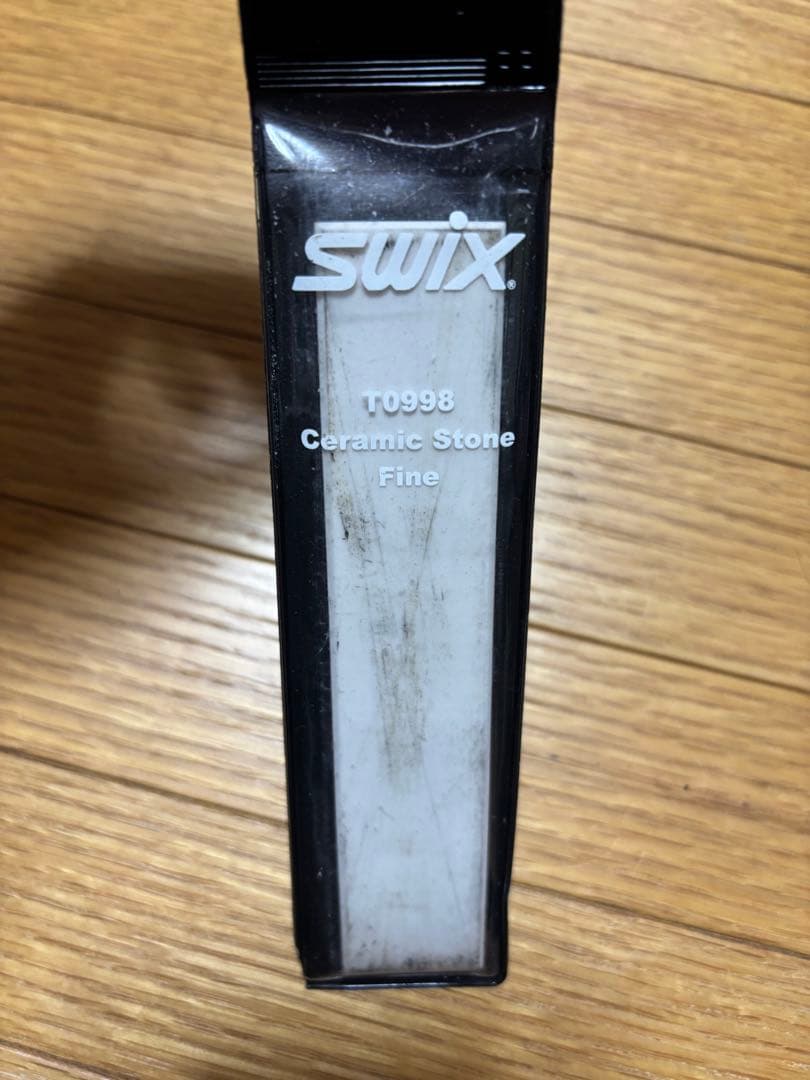 SWIX®
T0998
Ceramic Stone
Fine